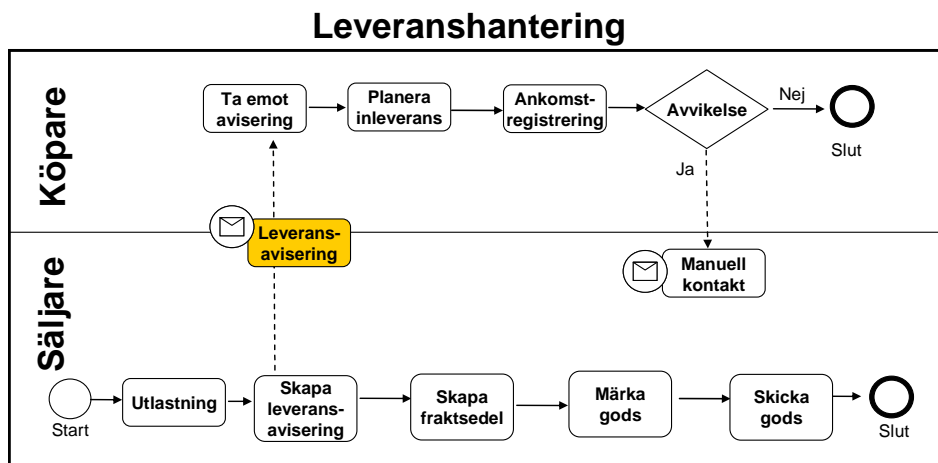 Leveranshantering
Köpare
Ta emot
avisering
Planera
inleverans
Ankomst-
registrering
Avvikelse
Nej
Slut
Ja
Leverans-
avisering
Manuell
kontakt
Säljare
Start
Utlastning
Skapa
leverans-
avisering
Skapa
fraktsedel
Märka
gods
Skicka
gods
Slut